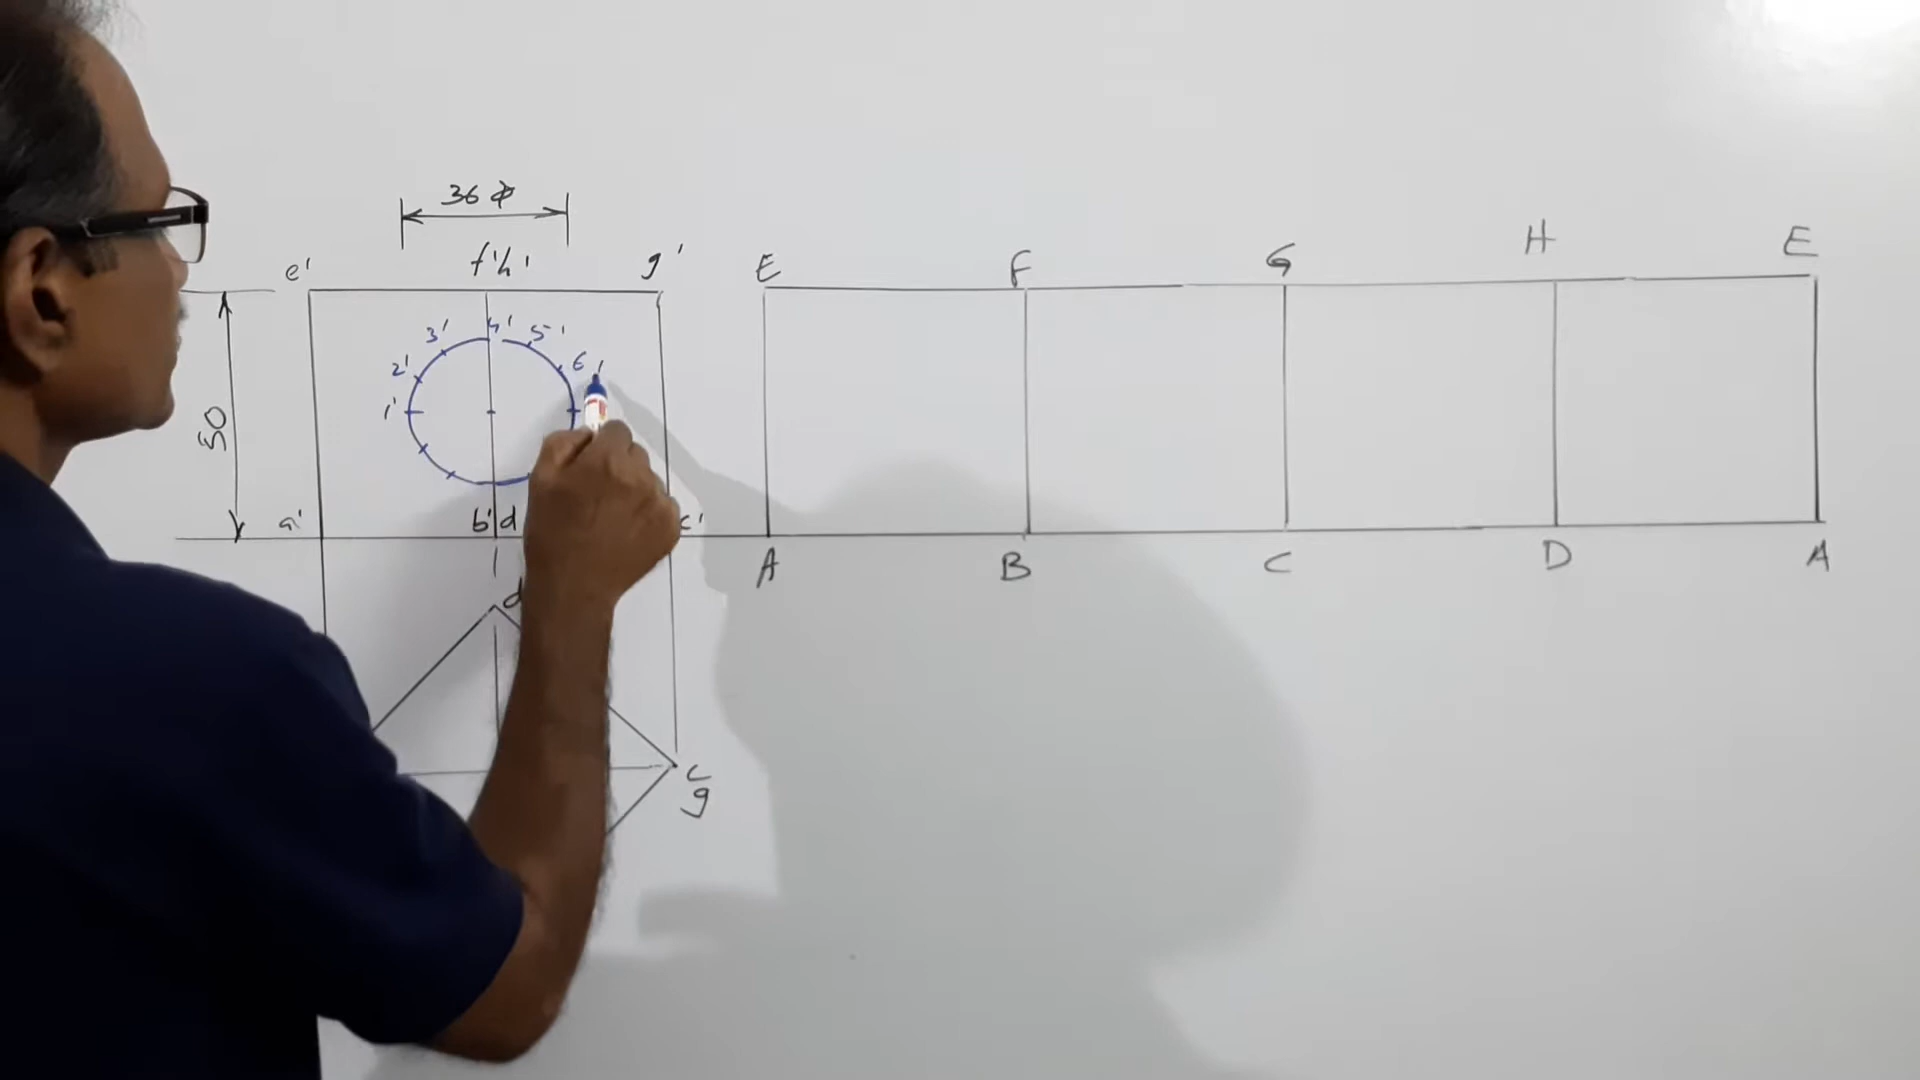 36 ф
e' f'h' g' E F G H E
3' 4' 5'
2' 6'
1'
50
a' b' d c' A B C D A
d
c
g